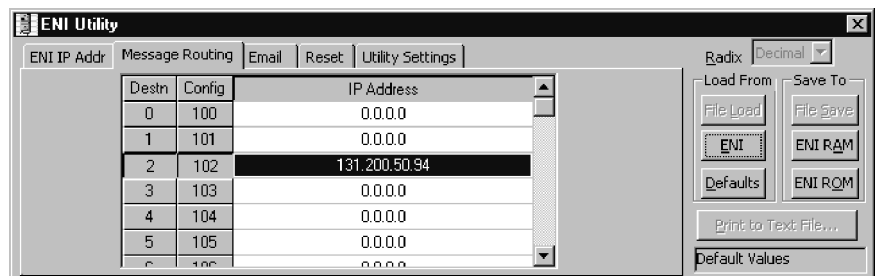 ENI Utility
ENI IP Addr Message Routing Email Reset Utility Settings
Radix Decimal
Destn Config IP Address
0 100 0.0.0.0
1 101 0.0.0.0
2 102 131.200.50.94
3 103 0.0.0.0
4 104 0.0.0.0
5 105 0.0.0.0
Load From Save To
File Load File Save
ENI ENI RAM
Defaults ENI ROM
Print to Text File...
Default Values